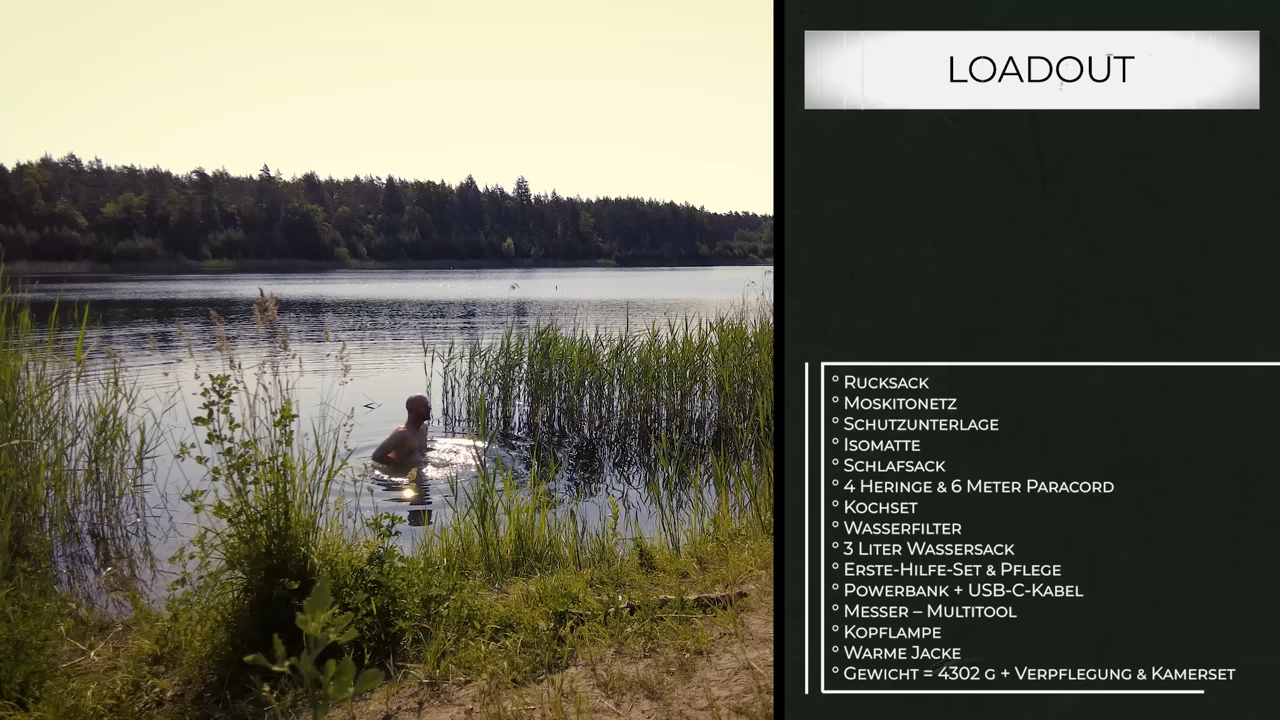 LOADOUT
° Rucksack
° Moskitonetz
° Schutzunterlage
° Isomatte
° Schlafsack
° 4 Heringe & 6 Meter Paracord
° Kochset
° Wasserfilter
° 3 Liter Wassersack
° Erste-Hilfe-Set & Pflege
° Powerbank + USB-C-Kabel
° Messer – Multitool
° Kopflampe
° Warme Jacke
° Gewicht = 4302 g + Verpflegung & Kamerset